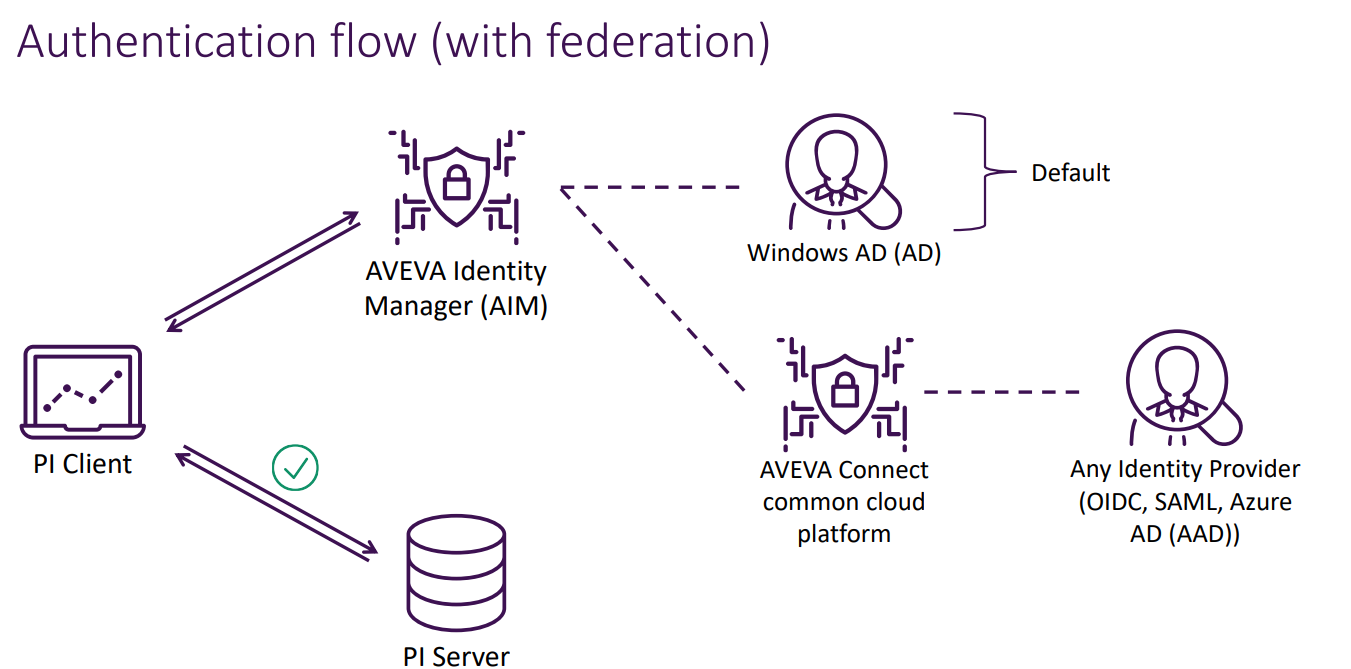 Authentication flow (with federation)
Default
Windows AD (AD)
AVEVA Identity
Manager (AIM)
PI Client
AVEVA Connect
common cloud
platform
Any Identity Provider
(OIDC, SAML, Azure
AD (AAD))
PI Server